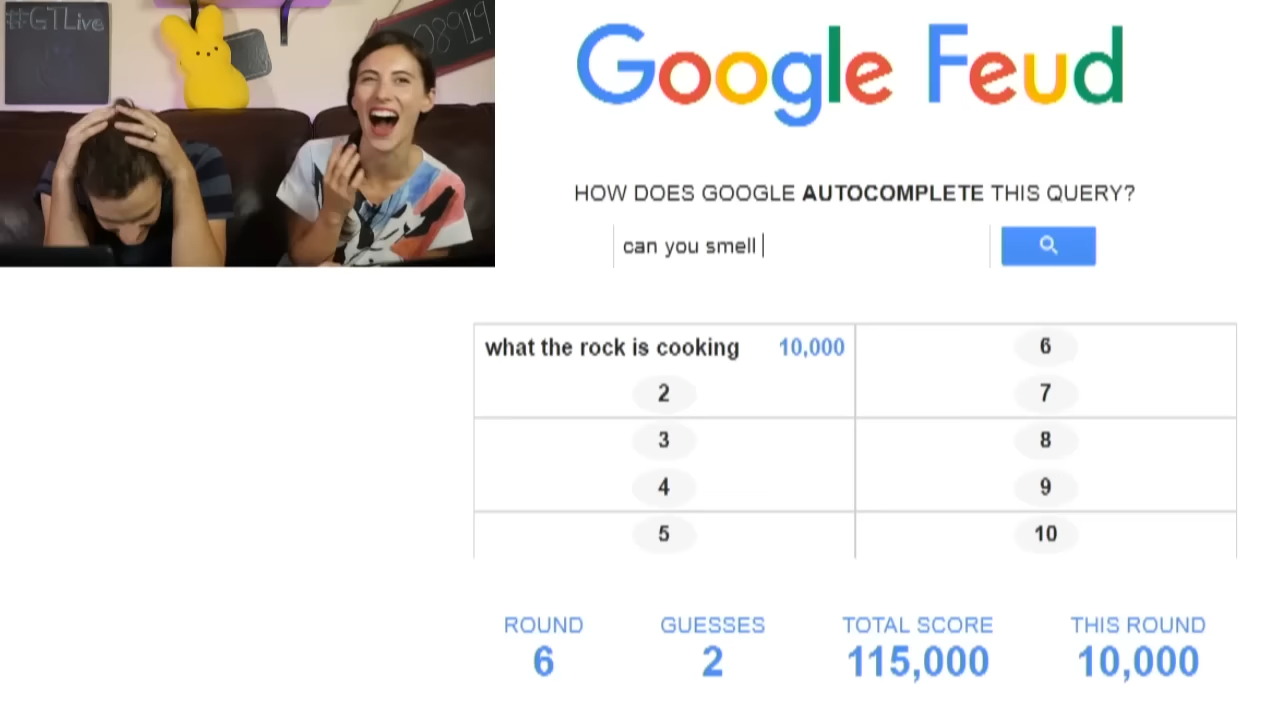 #GTLive
08919
Google Feud
HOW DOES GOOGLE AUTOCOMPLETE THIS QUERY?
can you smell
what the rock is cooking 10,000
2
3
4
5
6
7
8
9
10
ROUND GUESSES TOTAL SCORE THIS ROUND
6 2 115,000 10,000